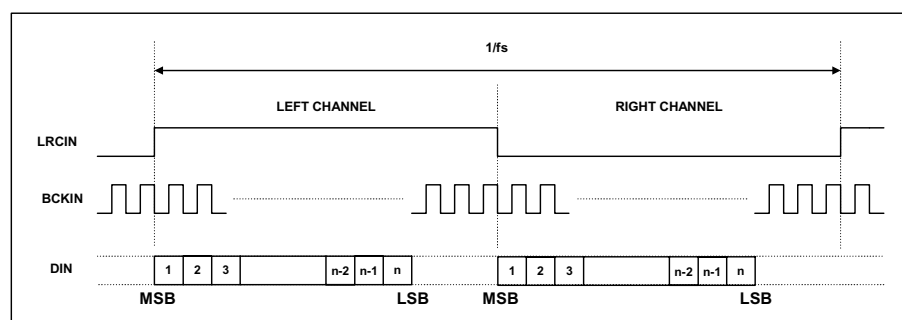 1/fs
LEFT CHANNEL RIGHT CHANNEL
LRCIN
BCKIN
DIN 1 2 3 n-2 n-1 n 1 2 3 n-2 n-1 n
MSB LSB MSB LSB